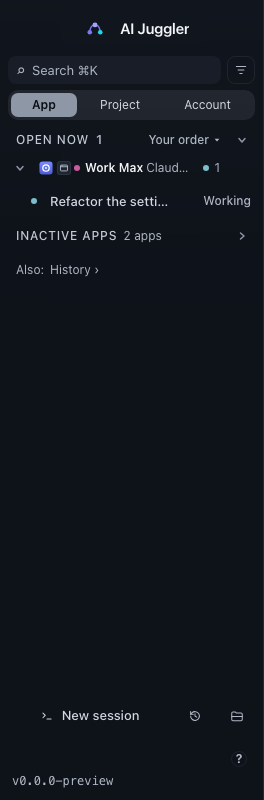 AI Juggler
Search ⌘K
App Project Account
OPEN NOW 1 Your order
Work Max Claud... 1
Refactor the setti... Working
INACTIVE APPS 2 apps
Also: History ›
New session
?
v0.0.0-preview